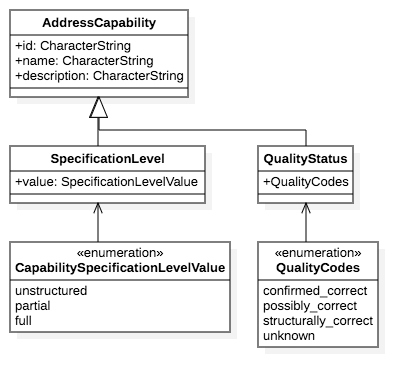 AddressCapability
+id: CharacterString
+name: CharacterString
+description: CharacterString
SpecificationLevel
+value: SpecificationLevelValue
QualityStatus
+QualityCodes
«enumeration»
CapabilitySpecificationLevelValue
unstructured
partial
full
«enumeration»
QualityCodes
confirmed_correct
possibly_correct
structurally_correct
unknown